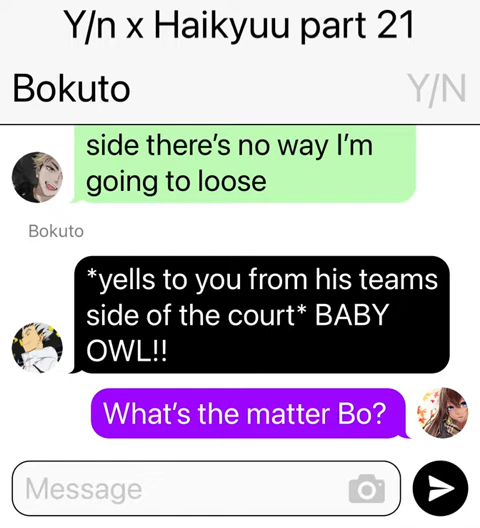 Y/n x Haikyuu part 21
Bokuto
Y/N
side there's no way I'm
going to loose
Bokuto
*yells to you from his teams
side of the court* BABY
OWL!!
What's the matter Bo?
Message